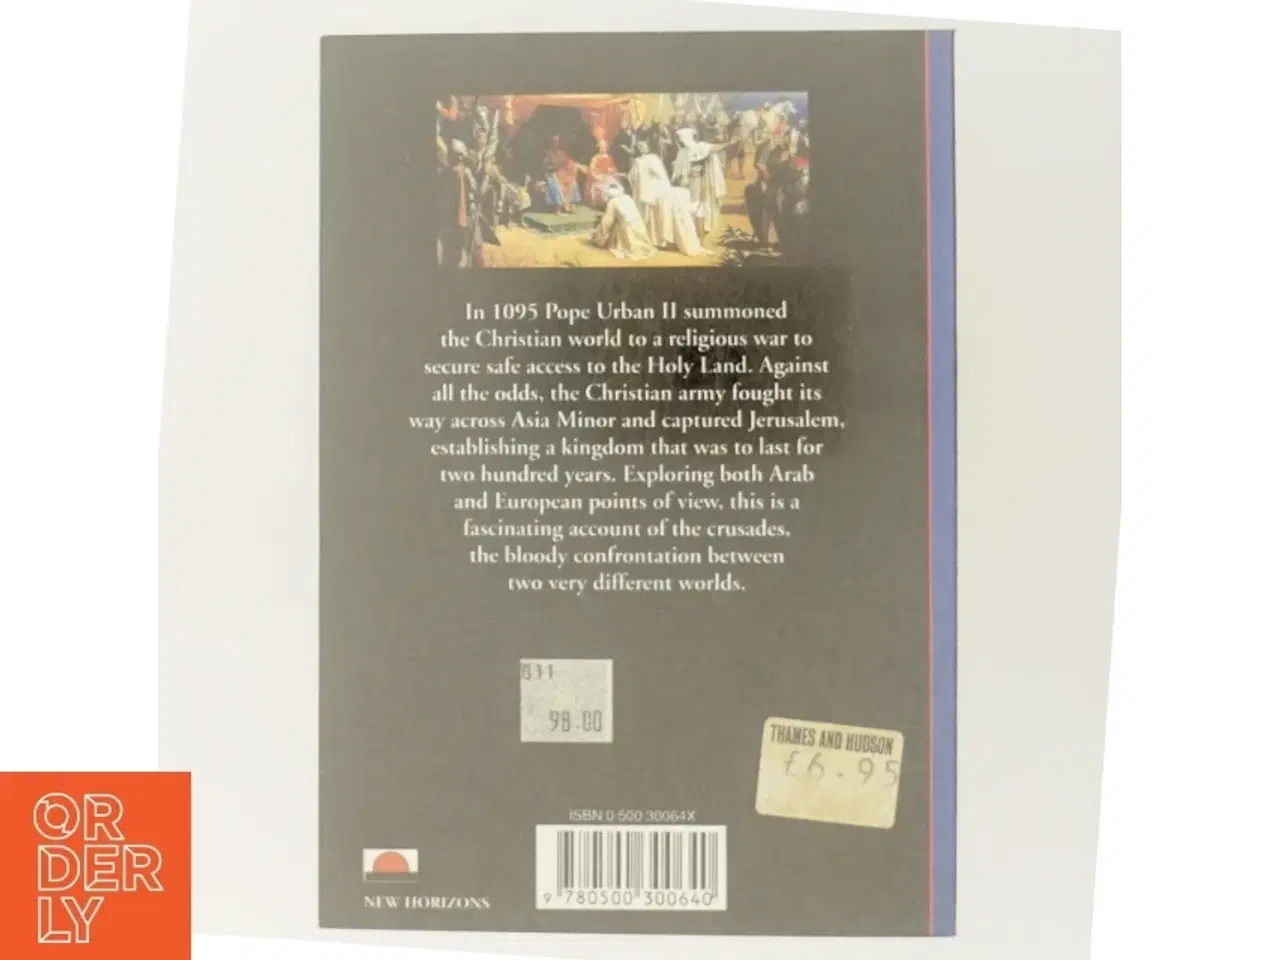 In 1095 Pope Urban II summoned
the Christian world to a religious war to
secure safe access to the Holy Land. Against
all the odds, the Christian army fought its
way across Asia Minor and captured Jerusalem,
establishing a kingdom that was to last for
two hundred years. Exploring both Arab
and European points of view, this is a
fascinating account of the crusades,
the bloody confrontation between
two very different worlds.
B11
98.00
THAMES AND HUDSON
£6.95
ISBN 0 500 30064X
9 780500 300640
NEW HORIZONS
OR
DER
LY